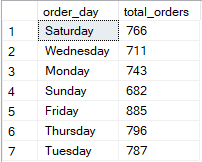 order_day total_orders
1 Saturday 766
2 Wednesday 711
3 Monday 743
4 Sunday 682
5 Friday 885
6 Thursday 796
7 Tuesday 787